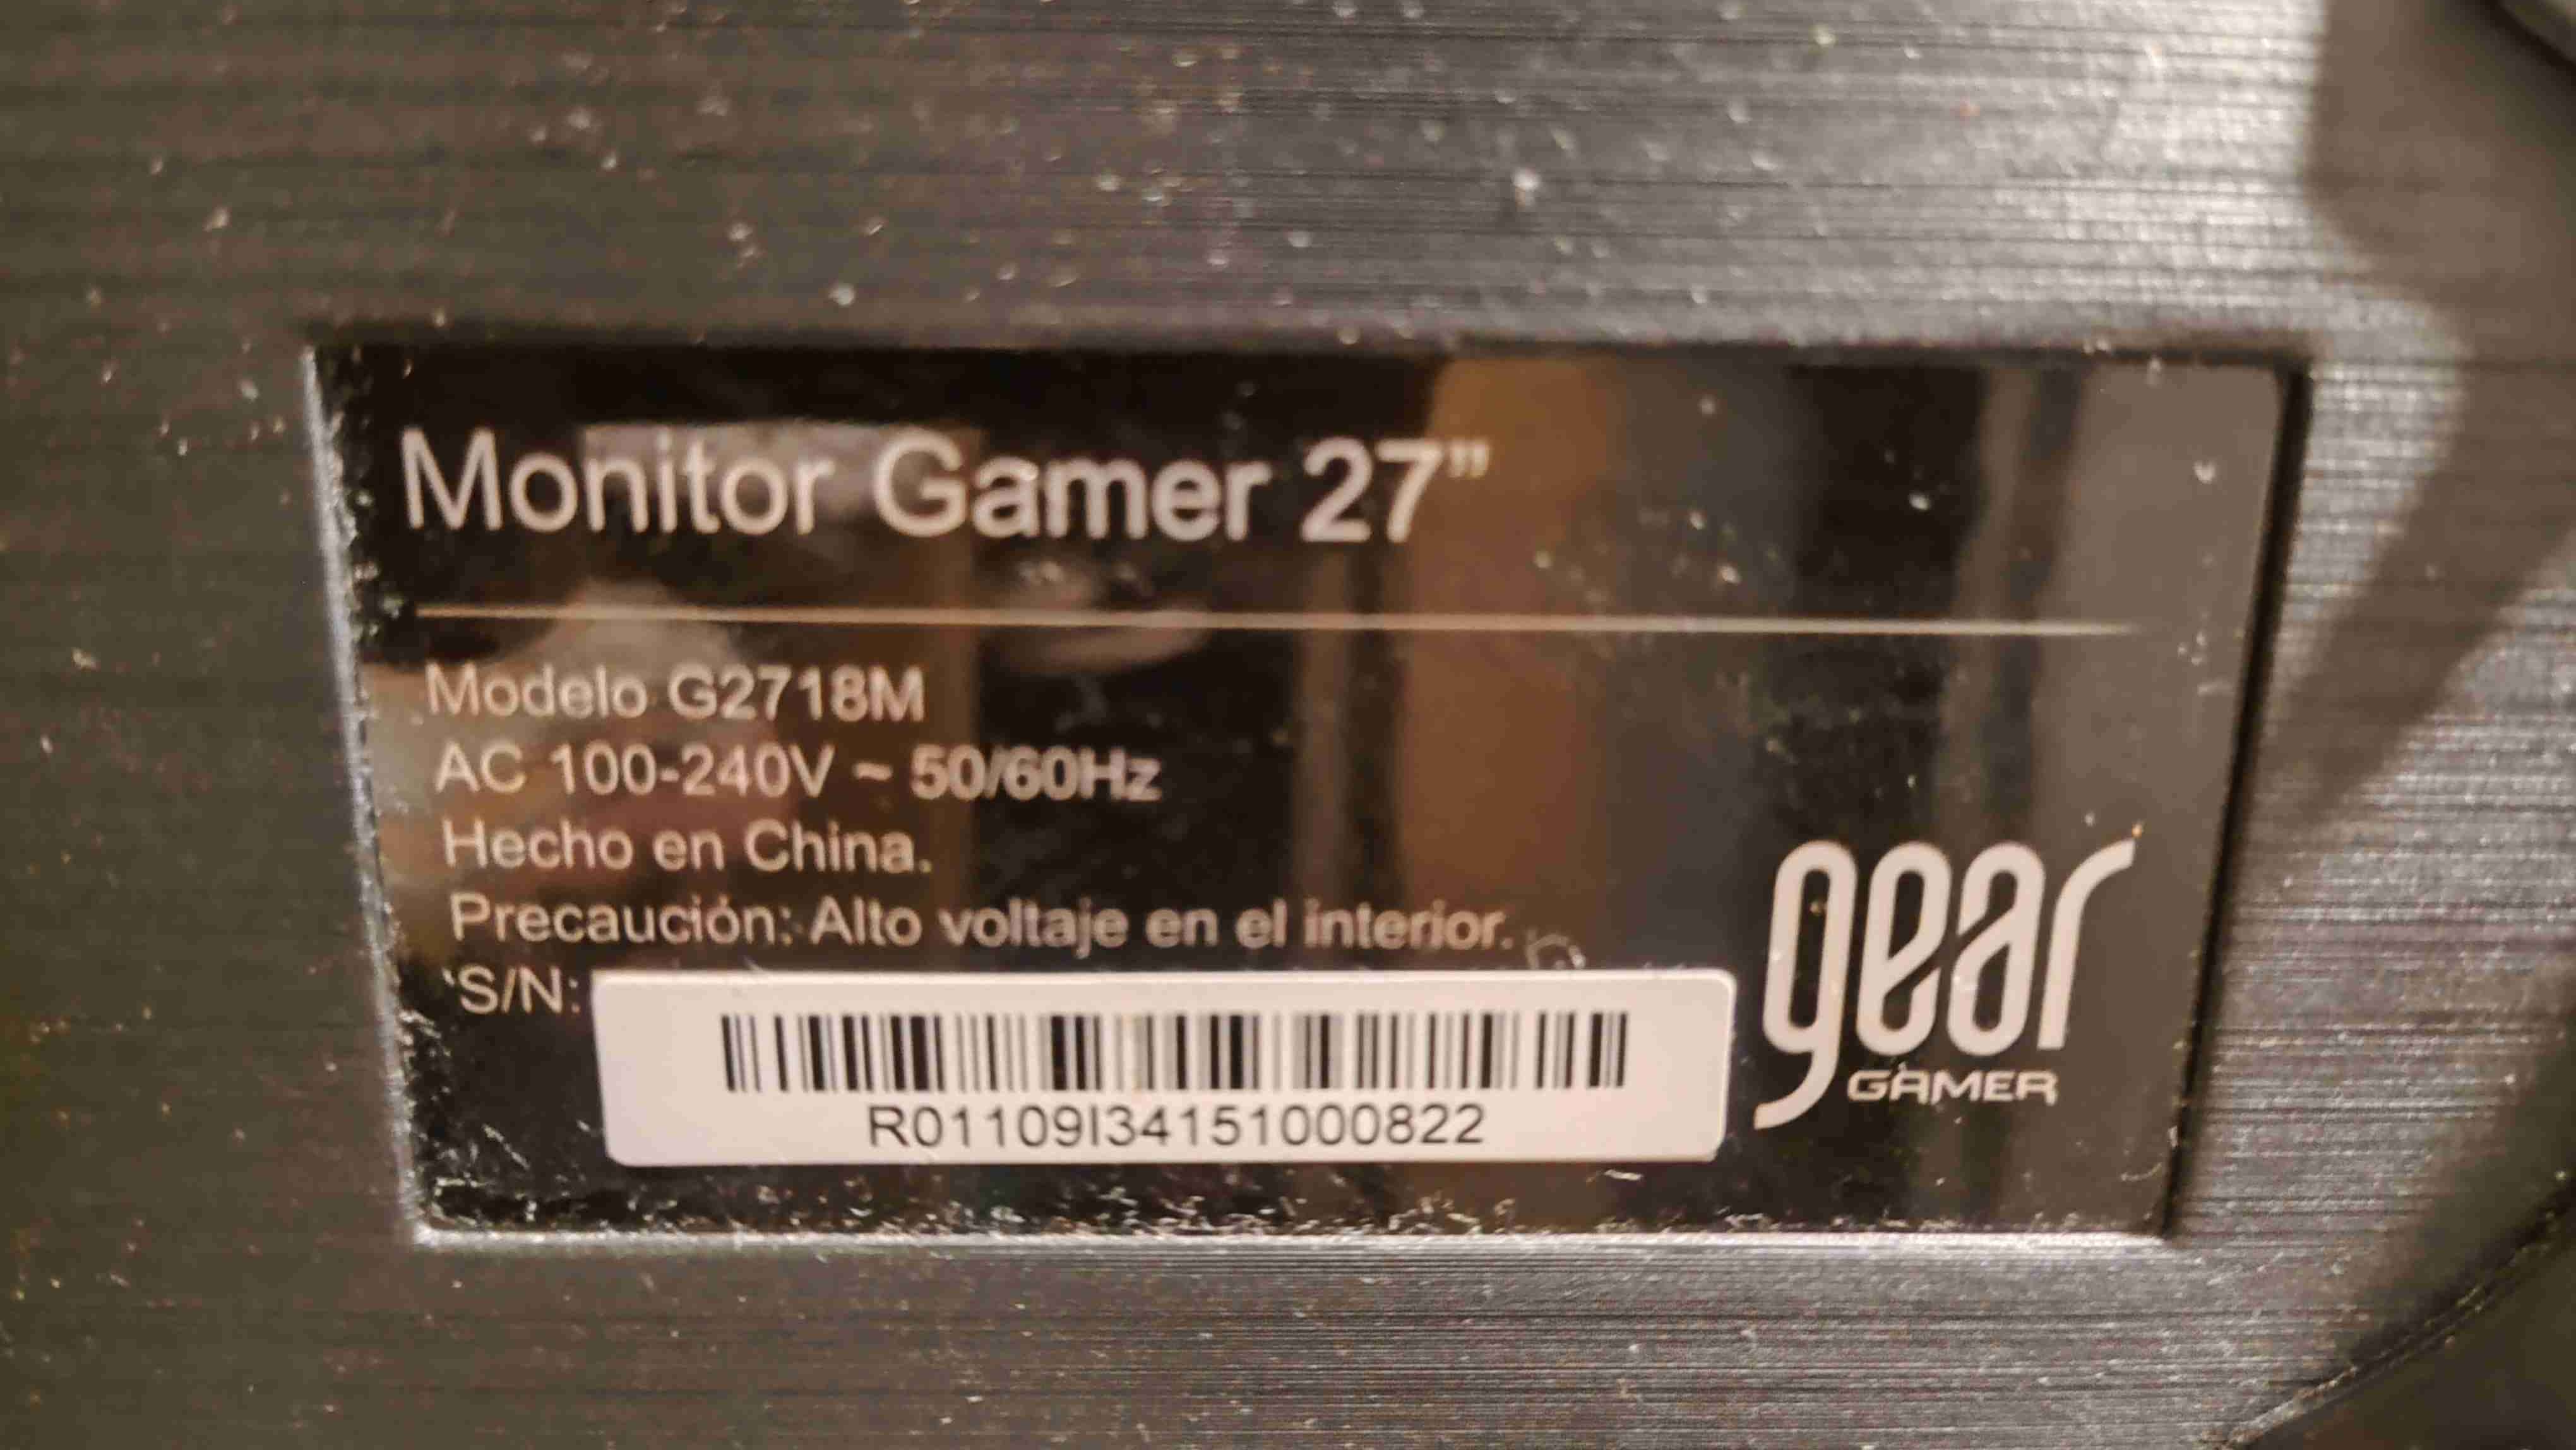 Monitor Gamer 27”
Modelo G2718M
AC 100-240V ~ 50/60Hz
Hecho en China.
Precaución: Alto voltaje en el interior.
S/N:
R01109I34151000822
gear
GAMER